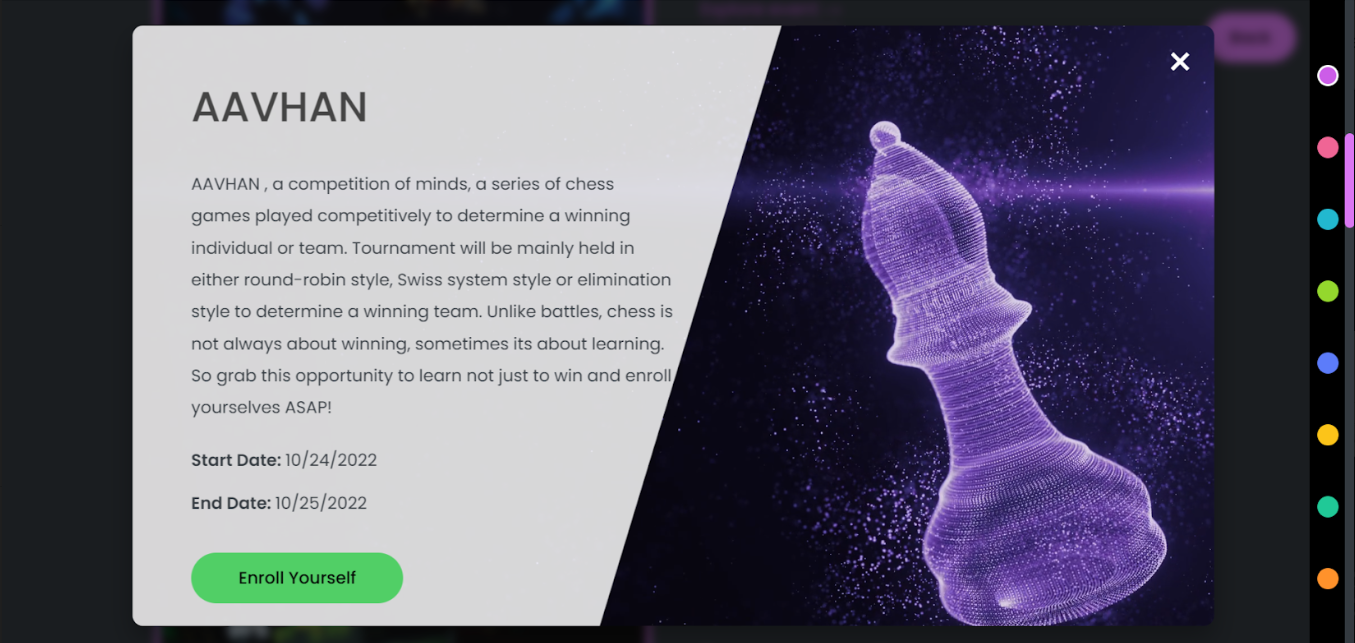 AAVHAN
AAVHAN , a competition of minds, a series of chess
games played competitively to determine a winning
individual or team. Tournament will be mainly held in
either round-robin style, Swiss system style or elimination
style to determine a winning team. Unlike battles, chess is
not always about winning, sometimes its about learning.
So grab this opportunity to learn not just to win and enroll
yourselves ASAP!
Start Date: 10/24/2022
End Date: 10/25/2022
Enroll Yourself